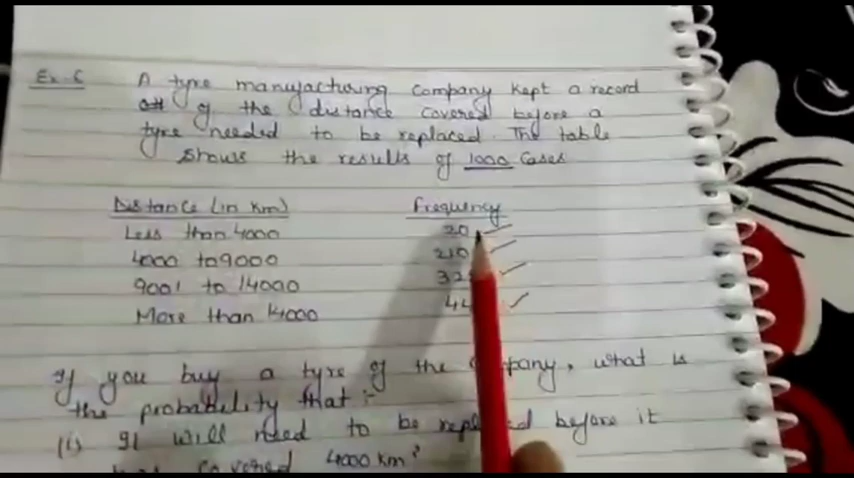 Ex-6 A tyre manufacturing company kept a record
of the distance covered before a
tyre needed to be replaced. The table
shows the results of 1000 cases
Distance (in km) Frequency
Less than 4000 20
4000 to 9000 210
9001 to 14000
More than 14000
If you buy a tyre of the company, what is
the probability that :-
(i) It will need to be replaced before it
has covered 4000 km?